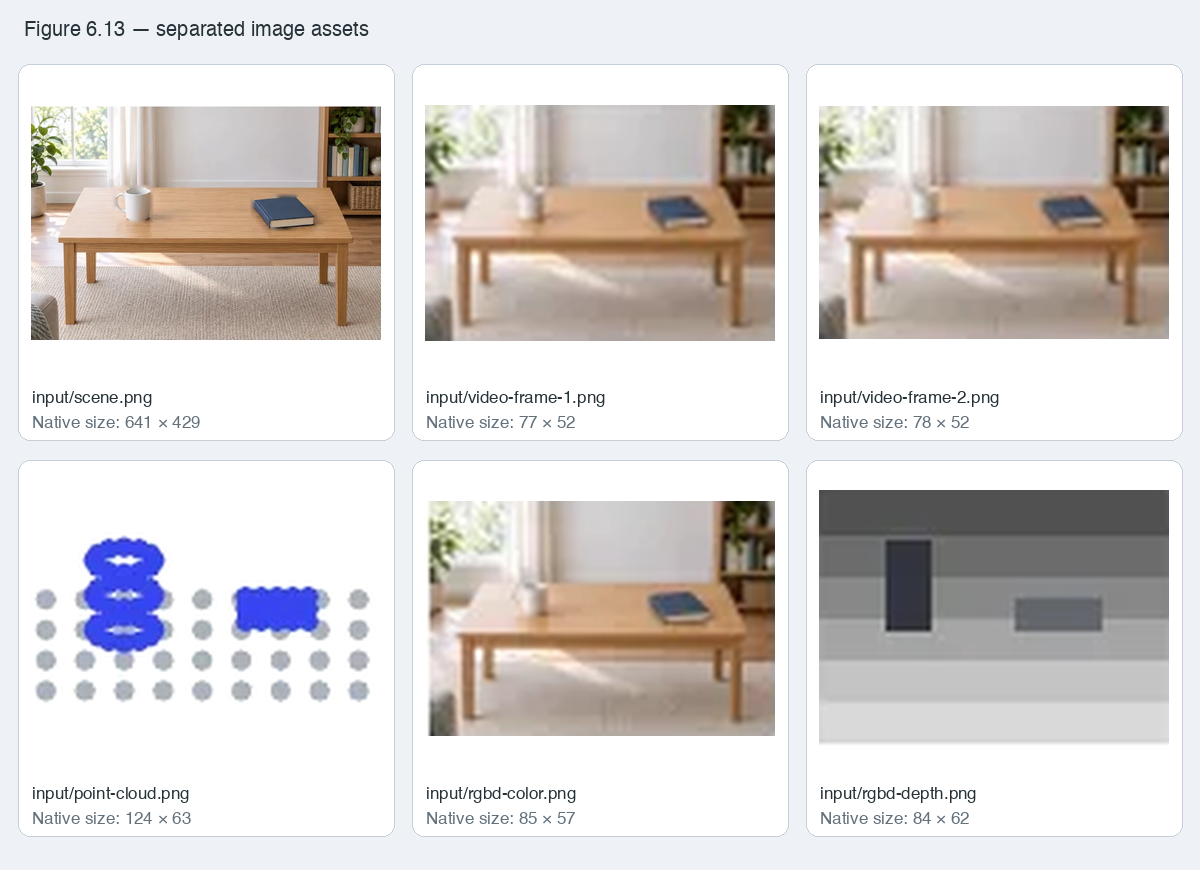 Figure 6.13 — separated image assets
input/scene.png
Native size: 641 × 429
input/video-frame-1.png
Native size: 77 × 52
input/video-frame-2.png
Native size: 78 × 52
input/point-cloud.png
Native size: 124 × 63
input/rgbd-color.png
Native size: 85 × 57
input/rgbd-depth.png
Native size: 84 × 62